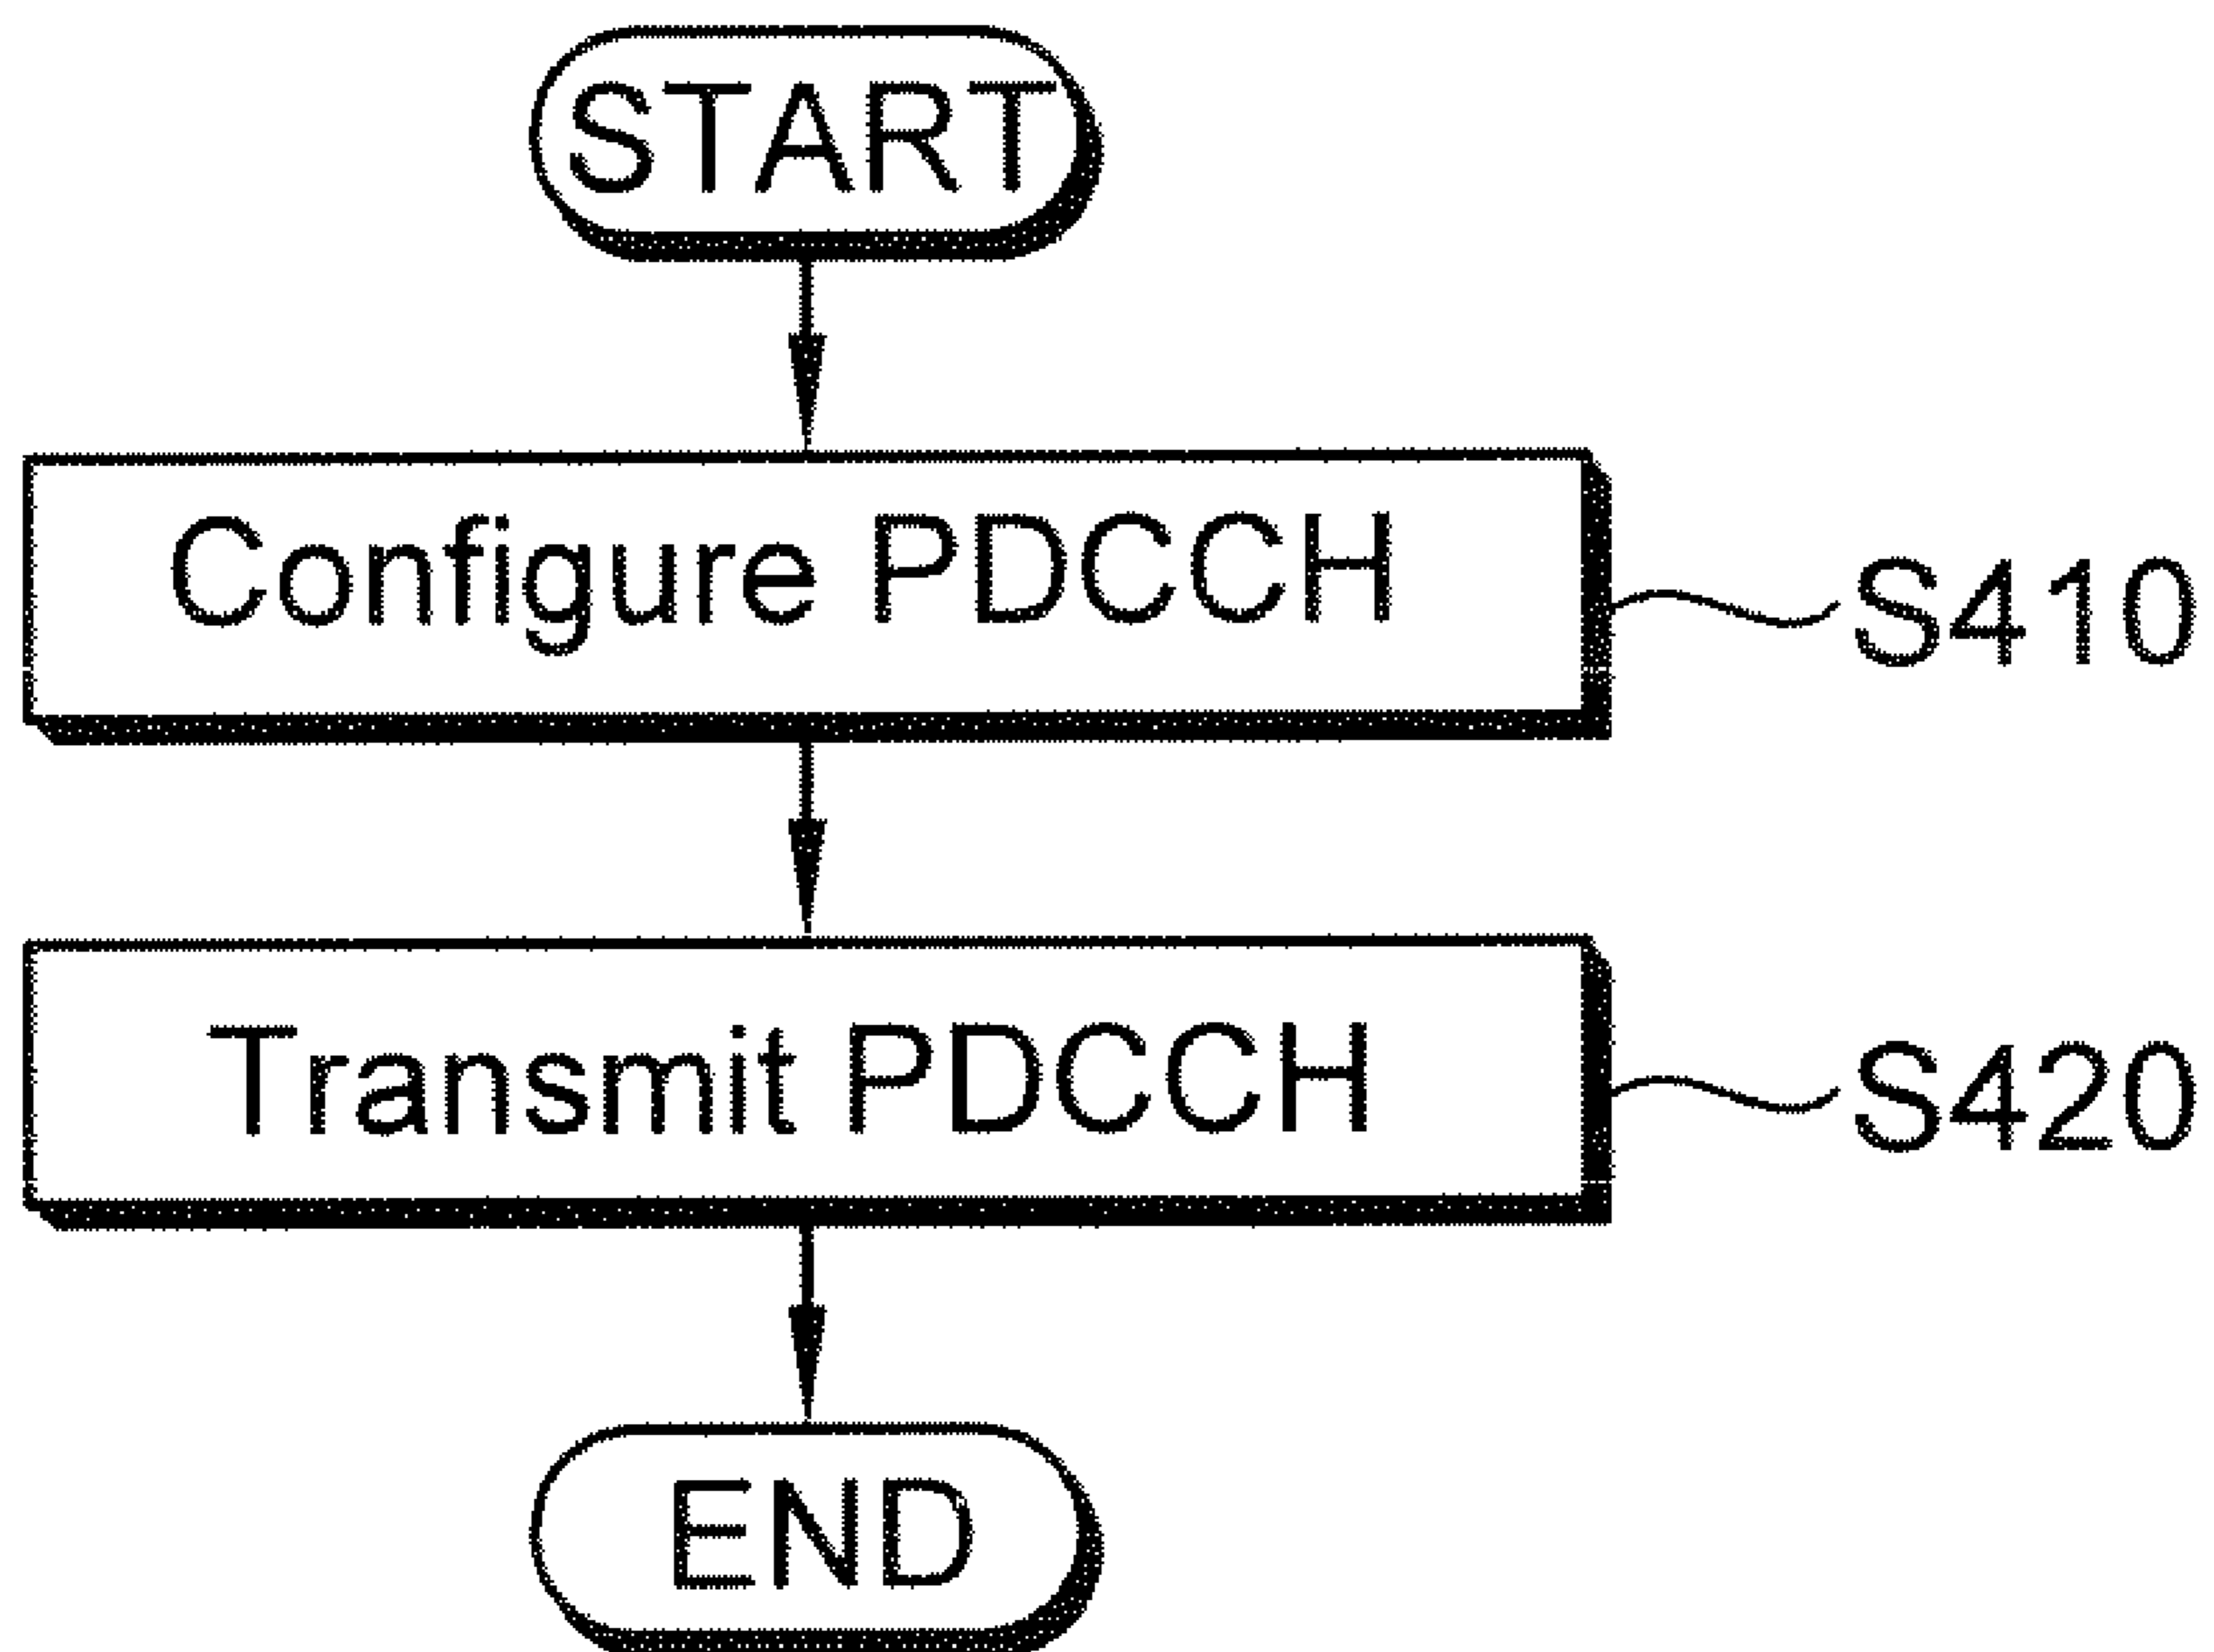 START
Configure PDCCH
S410
Transmit PDCCH
S420
END